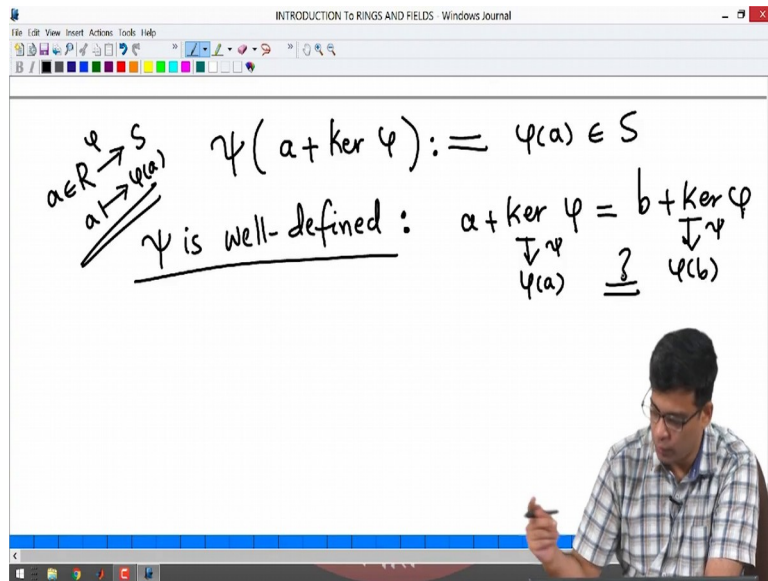 INTRODUCTION To RINGS AND FIELDS - Windows Journal
File Edit View Insert Actions Tools Help
B I
φ
a ∈ R → S
a ↦ φ(a)
ψ( a + ker φ ) := φ(a) ∈ S
ψ is well-defined : a + ker φ = b + ker φ
↧ψ ↧ψ
φ(a) ? φ(b)
=